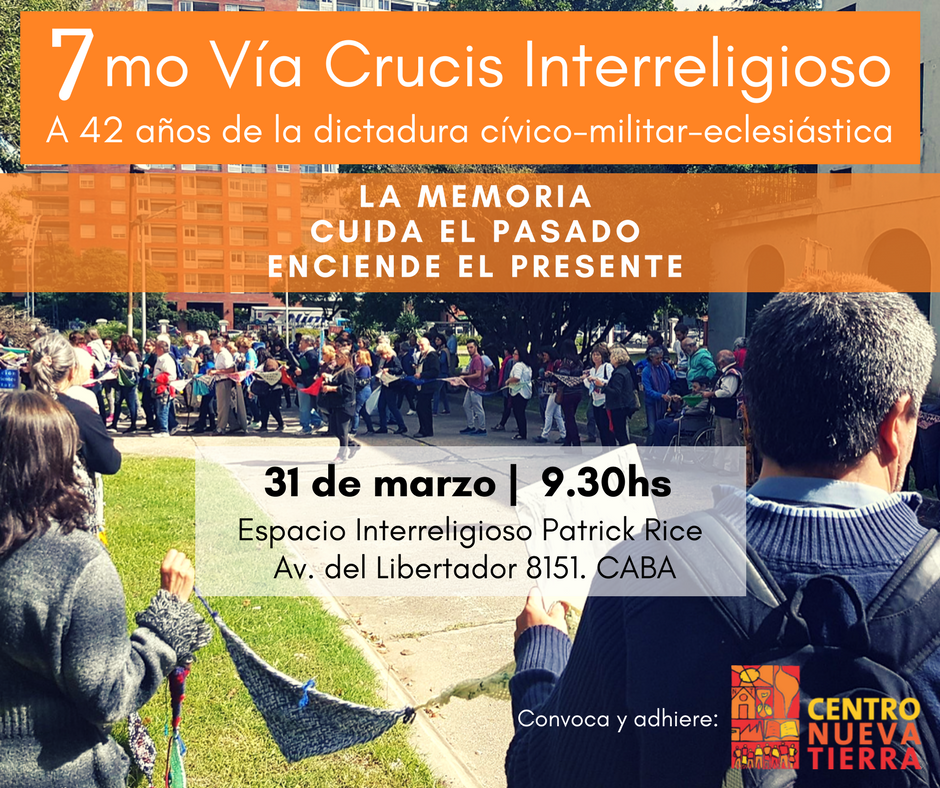 7mo Vía Crucis Interreligioso
A 42 años de la dictadura cívico-militar-eclesiástica
LA MEMORIA
CUIDA EL PASADO
ENCIENDE EL PRESENTE
31 de marzo | 9.30hs
Espacio Interreligioso Patrick Rice
Av. del Libertador 8151. CABA
Convoca y adhiere:
CENTRO
NUEVA
TIERRA